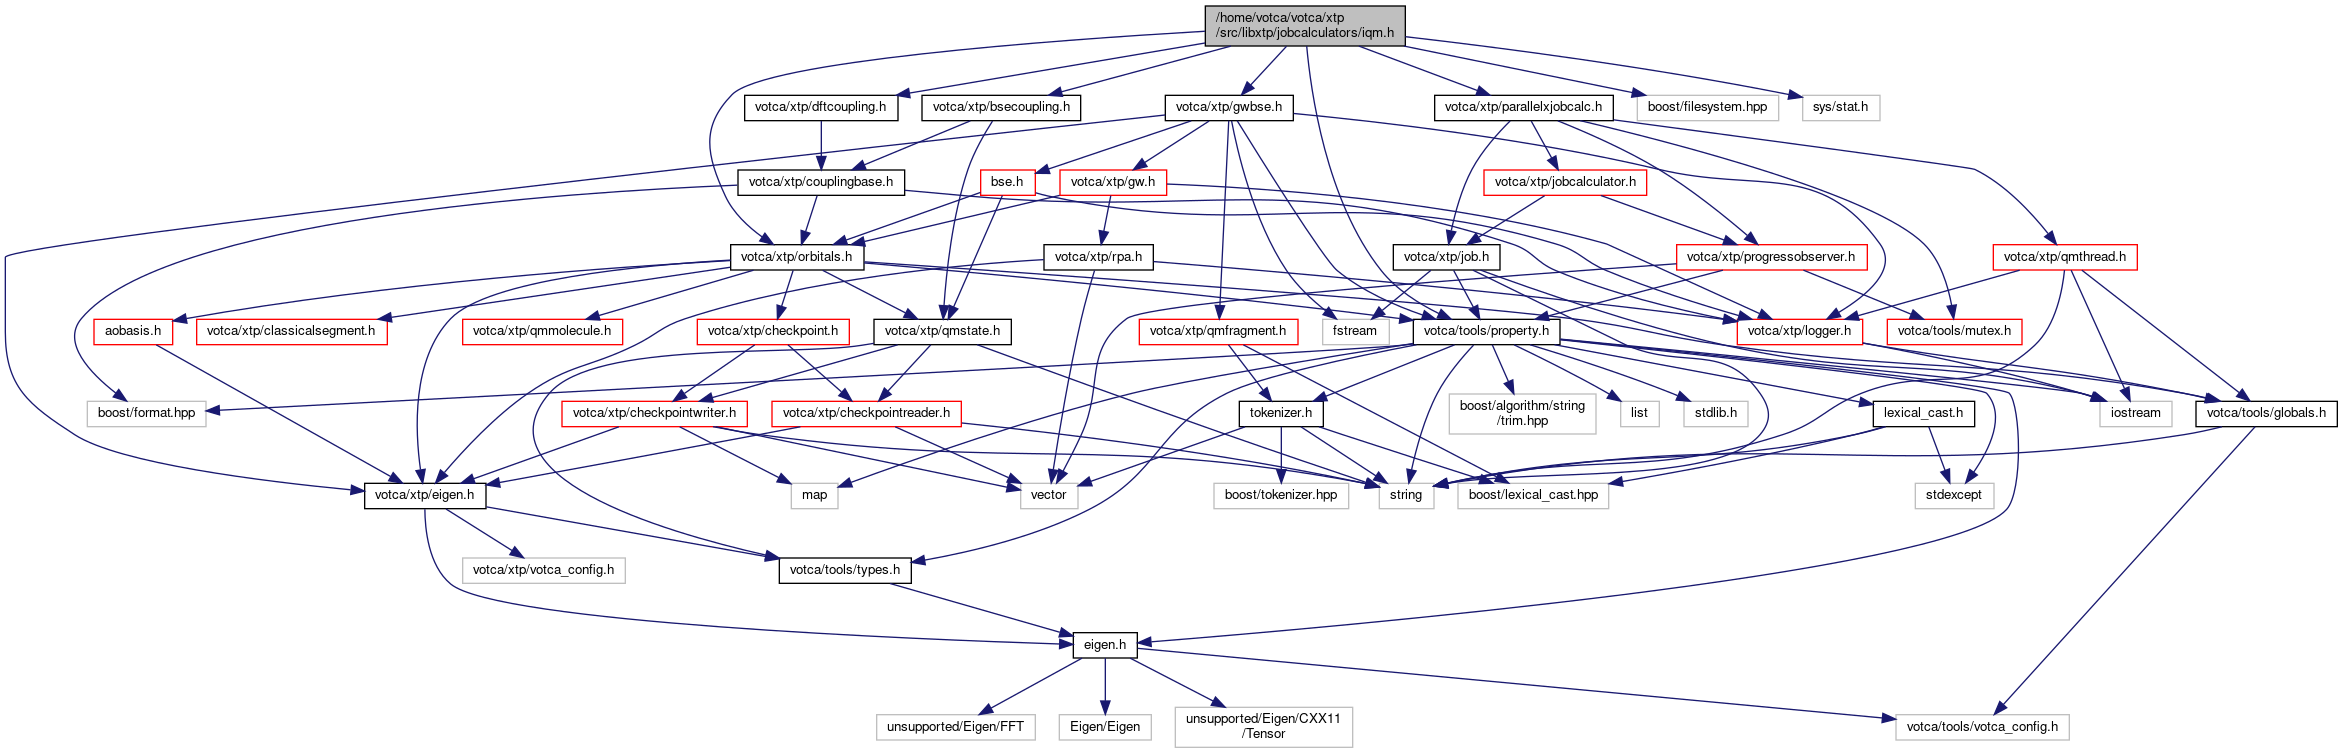 /home/votca/votca/xtp
/src/libxtp/jobcalculators/iqm.h
votca/xtp/dftcoupling.h
votca/xtp/bsecoupling.h
votca/xtp/gwbse.h
votca/xtp/parallelxjobcalc.h
boost/filesystem.hpp
sys/stat.h
votca/xtp/couplingbase.h
bse.h
votca/xtp/gw.h
votca/xtp/jobcalculator.h
votca/xtp/orbitals.h
votca/xtp/rpa.h
votca/xtp/job.h
votca/xtp/progressobserver.h
votca/xtp/qmthread.h
aobasis.h
votca/xtp/classicalsegment.h
votca/xtp/qmmolecule.h
votca/xtp/checkpoint.h
votca/xtp/qmstate.h
votca/xtp/qmfragment.h
fstream
votca/tools/property.h
votca/xtp/logger.h
votca/tools/mutex.h
boost/format.hpp
votca/xtp/checkpointwriter.h
votca/xtp/checkpointreader.h
tokenizer.h
boost/algorithm/string
/trim.hpp
list
stdlib.h
lexical_cast.h
iostream
votca/tools/globals.h
votca/xtp/eigen.h
map
vector
boost/tokenizer.hpp
string
boost/lexical_cast.hpp
stdexcept
votca/xtp/votca_config.h
votca/tools/types.h
eigen.h
unsupported/Eigen/FFT
Eigen/Eigen
unsupported/Eigen/CXX11
/Tensor
votca/tools/votca_config.h